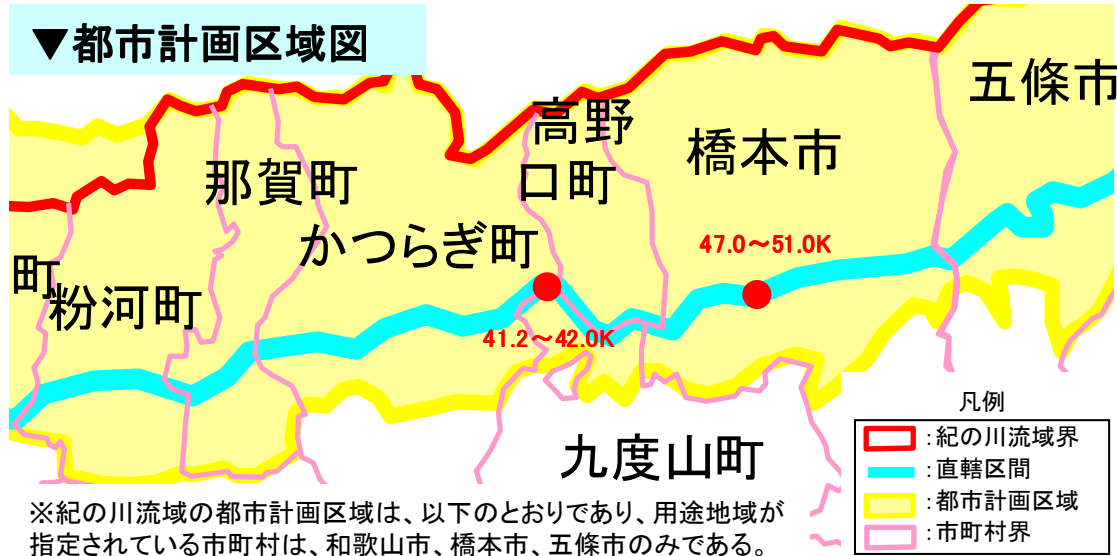 ▼都市計画区域図
五條市
高野
口町
橋本市
那賀町
かつらぎ町
47.0～51.0K
町
粉河町
41.2～42.0K
九度山町
凡例
：紀の川流域界
：直轄区間
：都市計画区域
：市町村界
※紀の川流域の都市計画区域は、以下のとおりであり、用途地域が
指定されている市町村は、和歌山市、橋本市、五條市のみである。